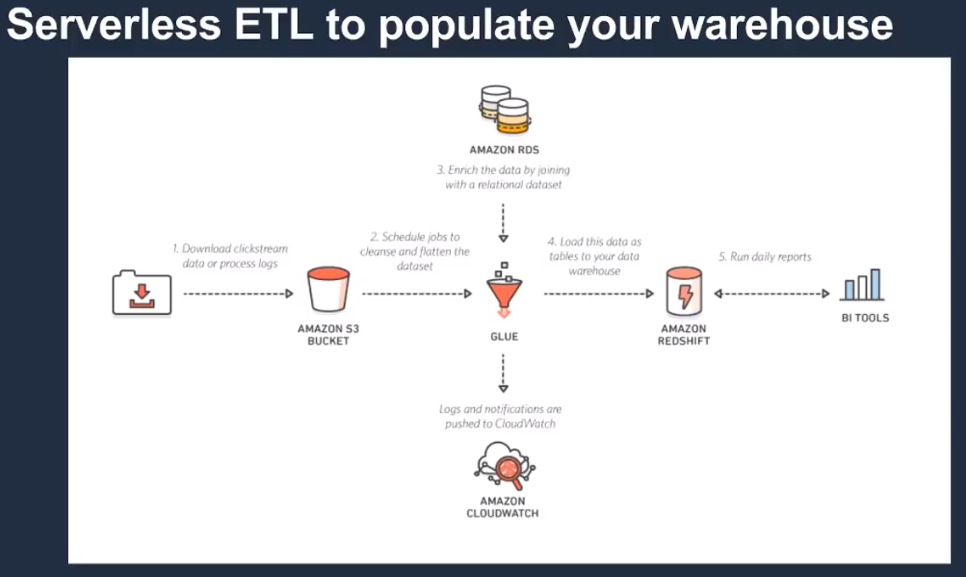 Serverless ETL to populate your warehouse
AMAZON RDS
3. Enrich the data by joining
with a relational dataset
1. Download clickstream
data or process logs
2. Schedule jobs to
cleanse and flatten the
dataset
4. Load this data as
tables to your data
warehouse
5. Run daily reports
AMAZON S3
BUCKET
GLUE
AMAZON
REDSHIFT
BI TOOLS
Logs and notifications are
pushed to CloudWatch
AMAZON
CLOUDWATCH